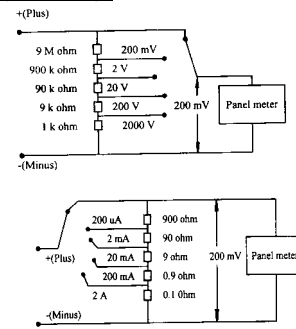 +(Plus)
9 M ohm 200 mV
900 k ohm 2 V
90 k ohm 20 V
9 k ohm 200 V 200 mV Panel meter
1 k ohm 2000 V
-(Minus)
200 uA 900 ohm
2 mA 90 ohm
+(Plus) 20 mA 9 ohm 200 mV Panel meter
200 mA 0.9 ohm
2 A 0.1 0hm
-(Minus)